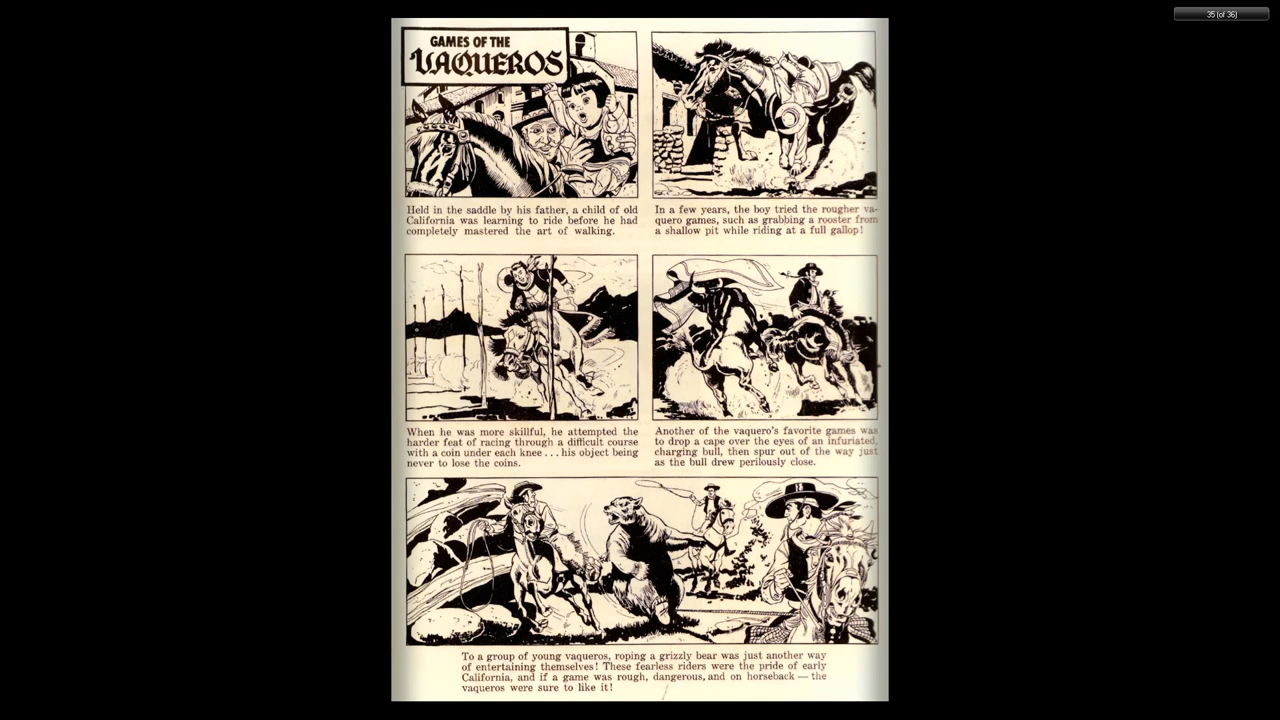 35 (of 36)
GAMES OF THE
VAQUEROS
Held in the saddle by his father, a child of old
California was learning to ride before he had
completely mastered the art of walking.
In a few years, the boy tried the rougher va-
quero games, such as grabbing a rooster from
a shallow pit while riding at a full gallop!
When he was more skillful, he attempted the
harder feat of racing through a difficult course
with a coin under each knee . . . his object being
never to lose the coins.
Another of the vaquero's favorite games was
to drop a cape over the eyes of an infuriated,
charging bull, then spur out of the way just
as the bull drew perilously close.
To a group of young vaqueros, roping a grizzly bear was just another way
of entertaining themselves! These fearless riders were the pride of early
California, and if a game was rough, dangerous, and on horseback — the
vaqueros were sure to like it!